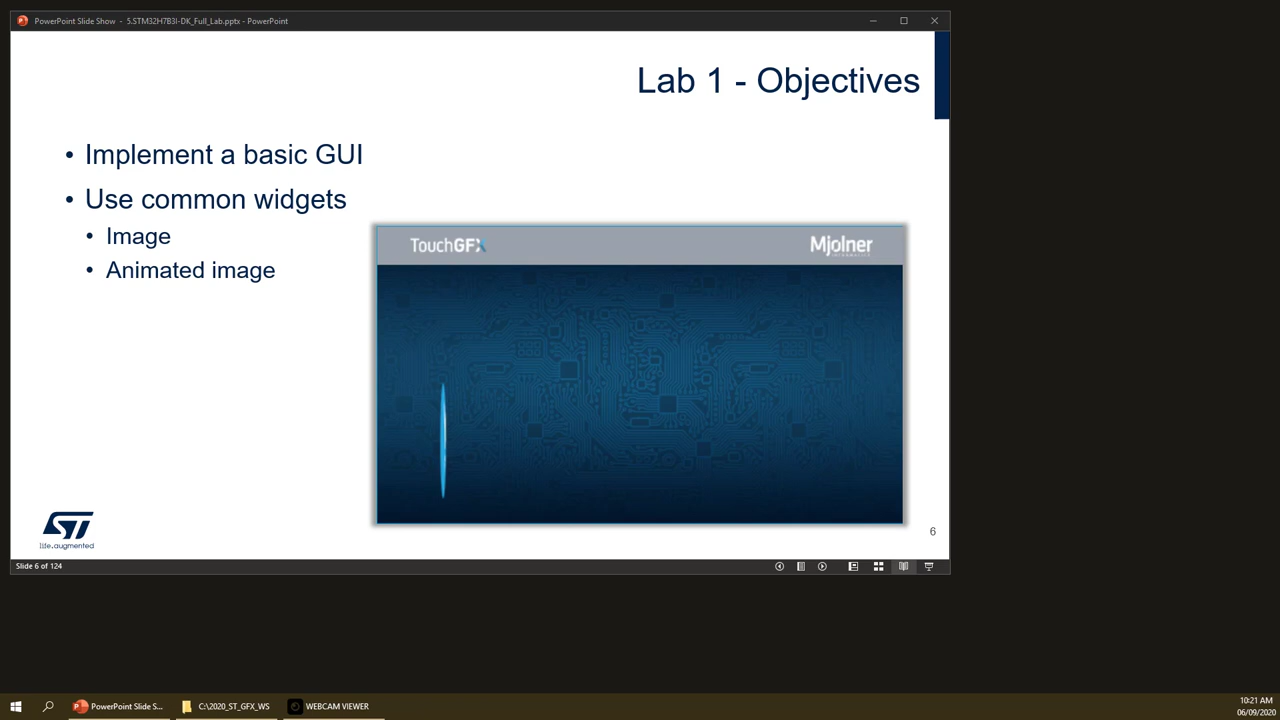 PowerPoint Slide Show - 5.STM32H7B3I-DK_Full_Lab.pptx - PowerPoint
Lab 1 - Objectives
• Implement a basic GUI
• Use common widgets
• Image
• Animated image
TouchGFX
Mjolner
INFORMATICS
life.augmented
6
Slide 6 of 124
PowerPoint Slide S...
C:\2020_ST_GFX_WS
WEBCAM VIEWER
10:21 AM
06/09/2020